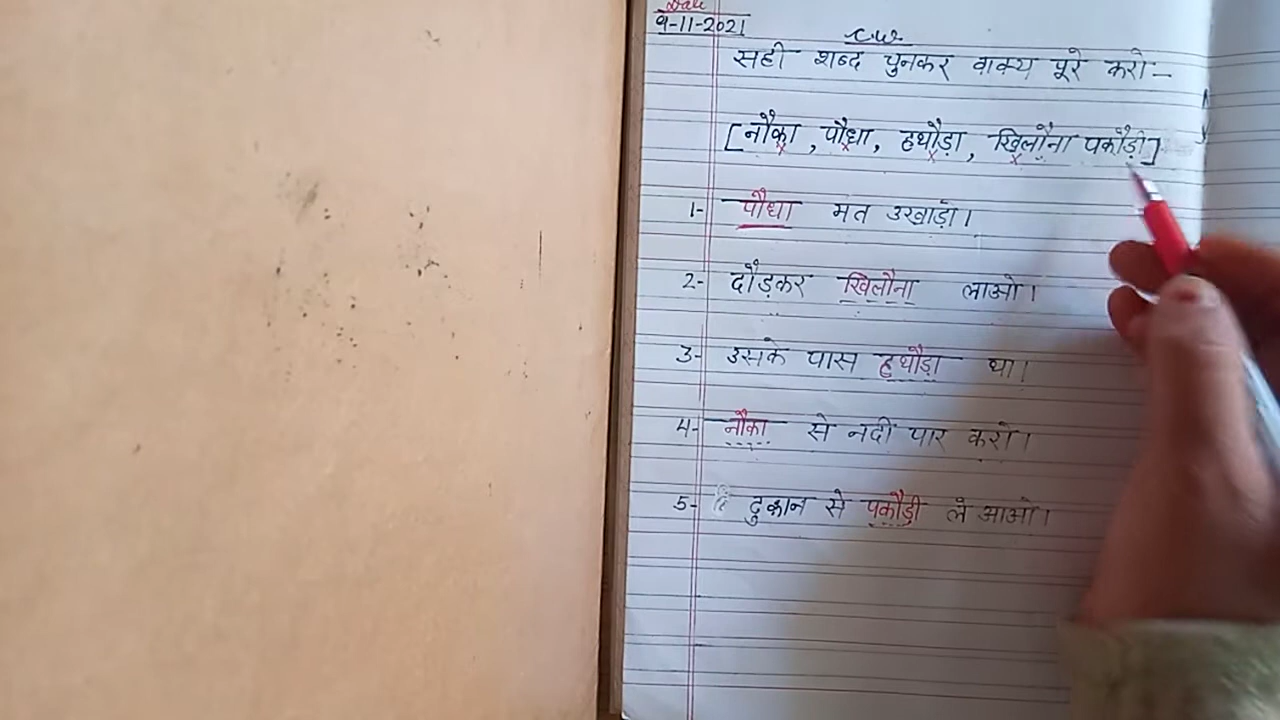 Date
9-11-2021
C.W.
सही शब्द चुनकर वाक्य पूरे करो-
[नौका, पौधा, हथौड़ा, खिलौना पकौड़ी]
1- पौधा मत उखाड़ो।
2- दौड़कर खिलौना लाओ।
3- उसके पास हथौड़ा था।
4- नौका से नदी पार करो।
5- दुकान से पकौड़ी ले आओ।